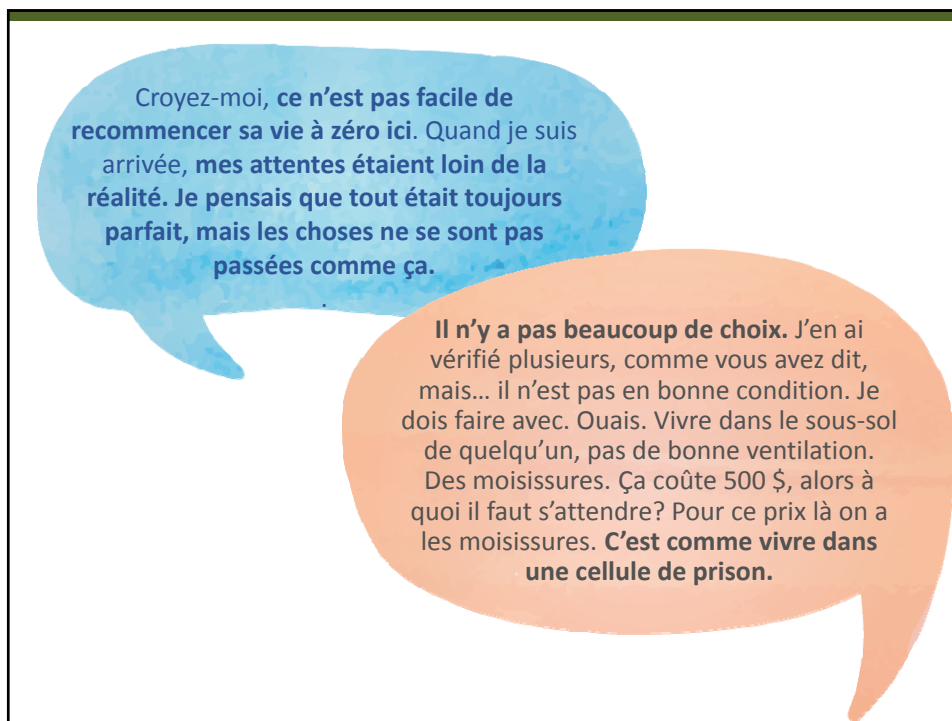 Croyez-moi, ce n’est pas facile de
recommencer sa vie à zéro ici. Quand je suis
arrivée, mes attentes étaient loin de la
réalité. Je pensais que tout était toujours
parfait, mais les choses ne se sont pas
passées comme ça.
.
Il n’y a pas beaucoup de choix. J’en ai
vérifié plusieurs, comme vous avez dit,
mais… il n’est pas en bonne condition. Je
dois faire avec. Ouais. Vivre dans le sous-sol
de quelqu’un, pas de bonne ventilation.
Des moisissures. Ça coûte 500 $, alors à
quoi il faut s’attendre? Pour ce prix là on a
les moisissures. C’est comme vivre dans
une cellule de prison.